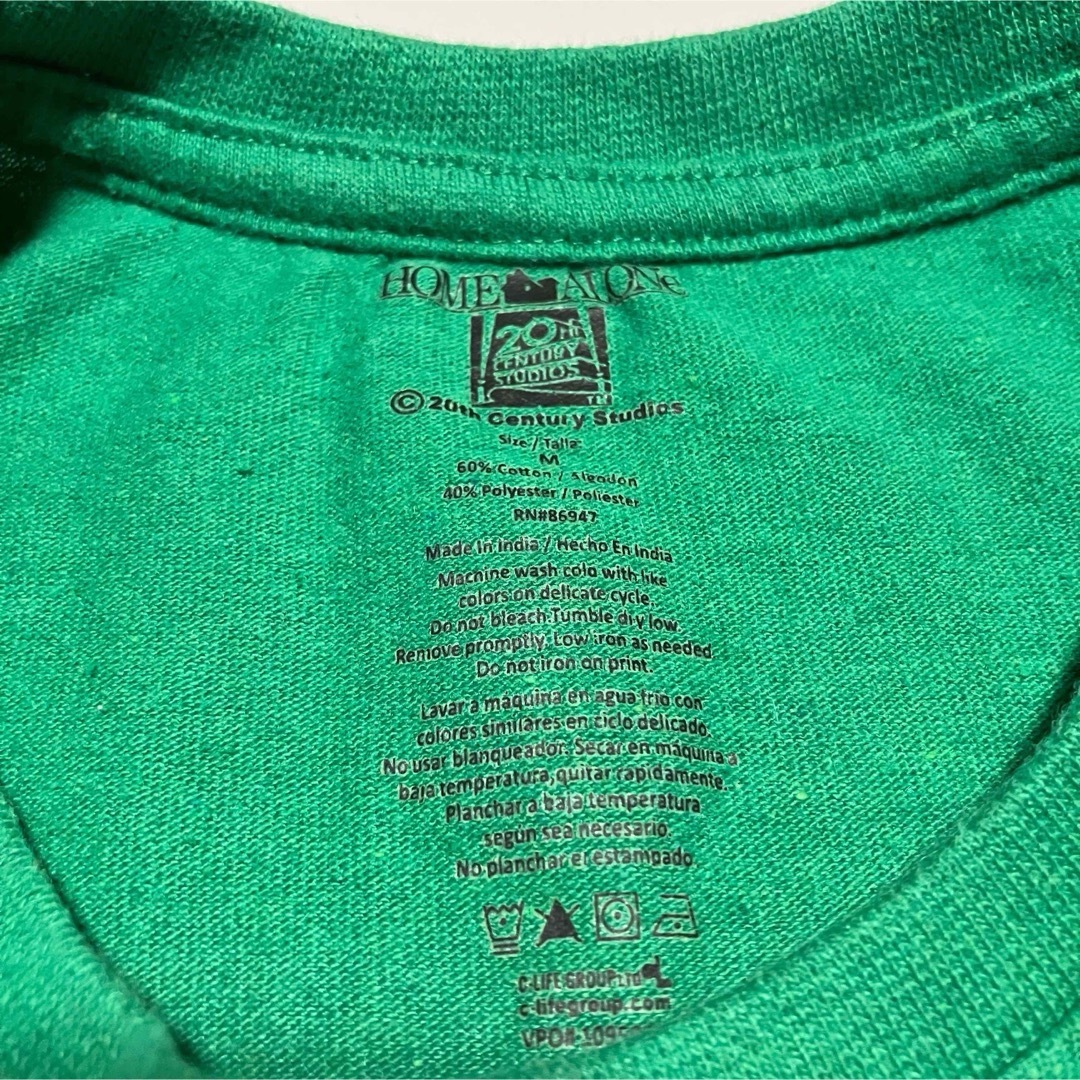 HOME ALONe
20TH
CENTURY
STUDIOS
TM
© 20th Century Studios
Size / Talla
M
60% Cotton / Algodon
40% Polyester / Poliester
RN#86947
Made In India / Hecho En India
Machine wash cold with like
colors on delicate cycle.
Do not bleach.Tumble dry low.
Remove promptly. Low iron as needed.
Do not iron on print.
Lavar a máquina en agua fria con
colores similares en ciclo delicado.
No usar blanqueador. Secar en máquina a
baja temperatura,quitar rapidamente.
Planchar a baja temperatura
según sea necesario.
No planchar el estampado.
C-LIFE GROUP LTD
c-lifegroup.com
VPO#